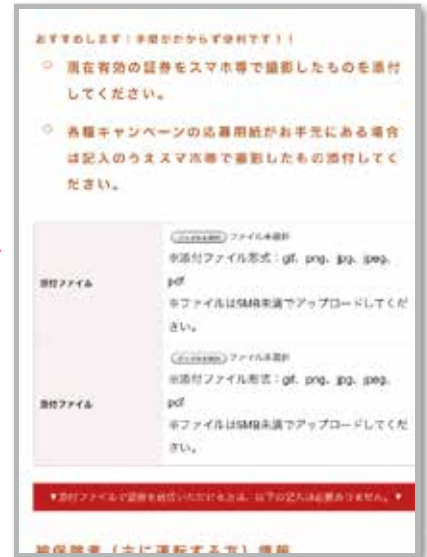 おすすめします！手間がかからず便利です！！
現在有効の証券をスマホ等で撮影したものを添付
してください。
各種キャンペーンの応募用紙がお手元にある場合
は記入のうえスマホ等で撮影したもの添付してく
ださい。
ファイル未選択
※添付ファイル形式：gif、png、jpg、jpeg、
添付ファイル
pdf
※ファイルは5MB未満でアップロードしてくだ
さい。
ファイル未選択
※添付ファイル形式：gif、png、jpg、jpeg、
添付ファイル
pdf
※ファイルは5MB未満でアップロードしてくだ
さい。
▼添付ファイルで証券を送信いただける方は、以下の記入は必要ありません。▼
被保険者（主に運転する方）情報